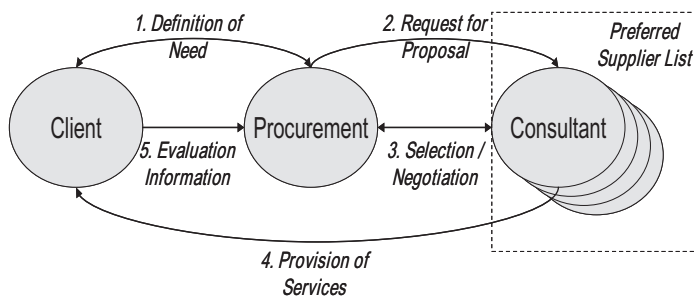 1. Definition of
Need
2. Request for
Proposal
Preferred
Supplier List
Client
Procurement
Consultant
5. Evaluation
Information
3. Selection /
Negotiation
4. Provision of
Services